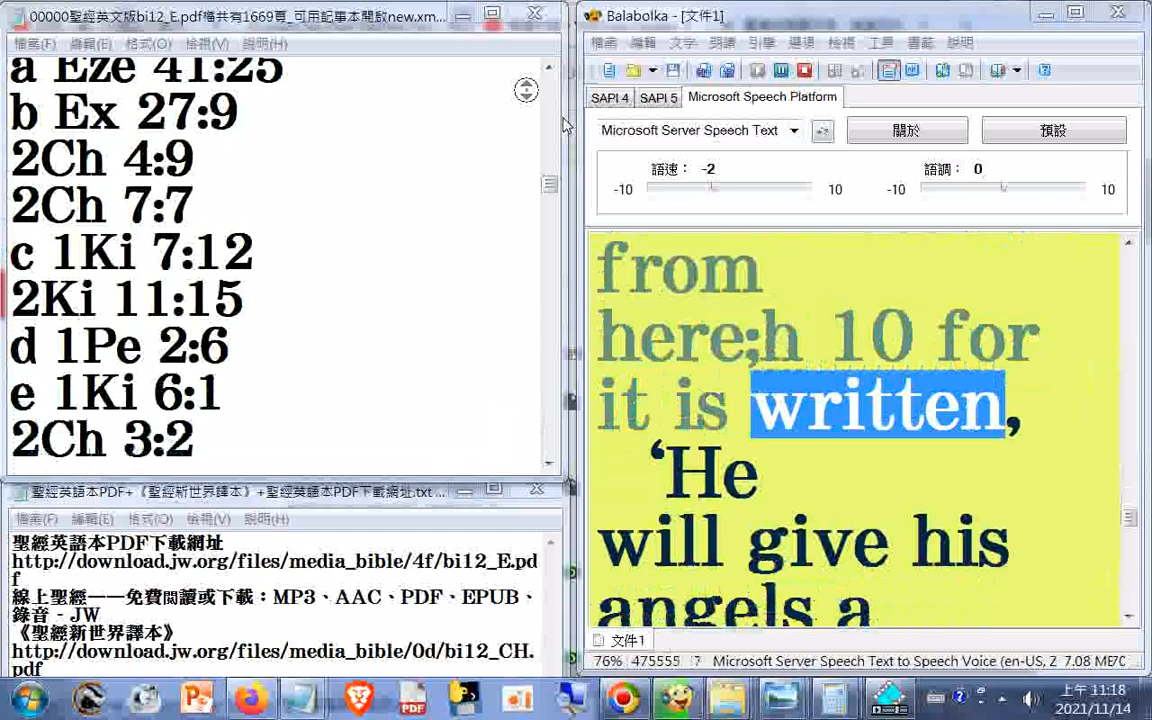 00000聖經英文版bi12_E.pdf檔共有1669頁_可用記事本開啟new.xm...
檔案(F) 編輯(E) 格式(O) 檢視(V) 說明(H)
a Eze 41:25
b Ex 27:9
2Ch 4:9
2Ch 7:7
c 1Ki 7:12
2Ki 11:15
d 1Pe 2:6
e 1Ki 6:1
2Ch 3:2
聖經英語本PDF+《聖經新世界譯本》+聖經英語本PDF下載網址.txt ...
檔案(F) 編輯(E) 格式(O) 檢視(V) 說明(H)
聖經英語本PDF下載網址
http://download.jw.org/files/media_bible/4f/bi12_E.pd
f
線上聖經——免費閱讀或下載：MP3、AAC、PDF、EPUB、
錄音 - JW
《聖經新世界譯本》
http://download.jw.org/files/media_bible/0d/bi12_CH.
pdf
Balabolka - [文件1]
檔案 編輯 文字 朗讀 引擎 選項 檢視 工具 書籤 說明
SAPI 4 SAPI 5 Microsoft Speech Platform
Microsoft Server Speech Text 關於 預設
語速： -2 語調： 0
-10 10 -10 10
from
here;h 10 for
it is written,
‘He
will give his
angels a
文件1
76% 475555 ? Microsoft Server Speech Text to Speech Voice (en-US, Z 7.08 МБ
上午 11:18
2021/11/14